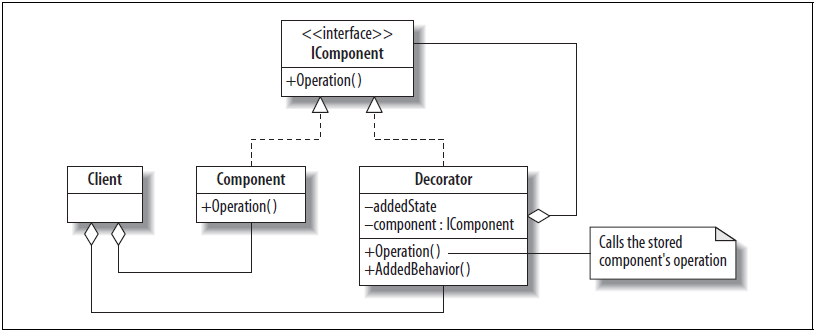 <<interface>>
IComponent
+Operation()
Client
Component
+Operation()
Decorator
–addedState
–component : IComponent
+Operation()
+AddedBehavior()
Calls the stored
component's operation